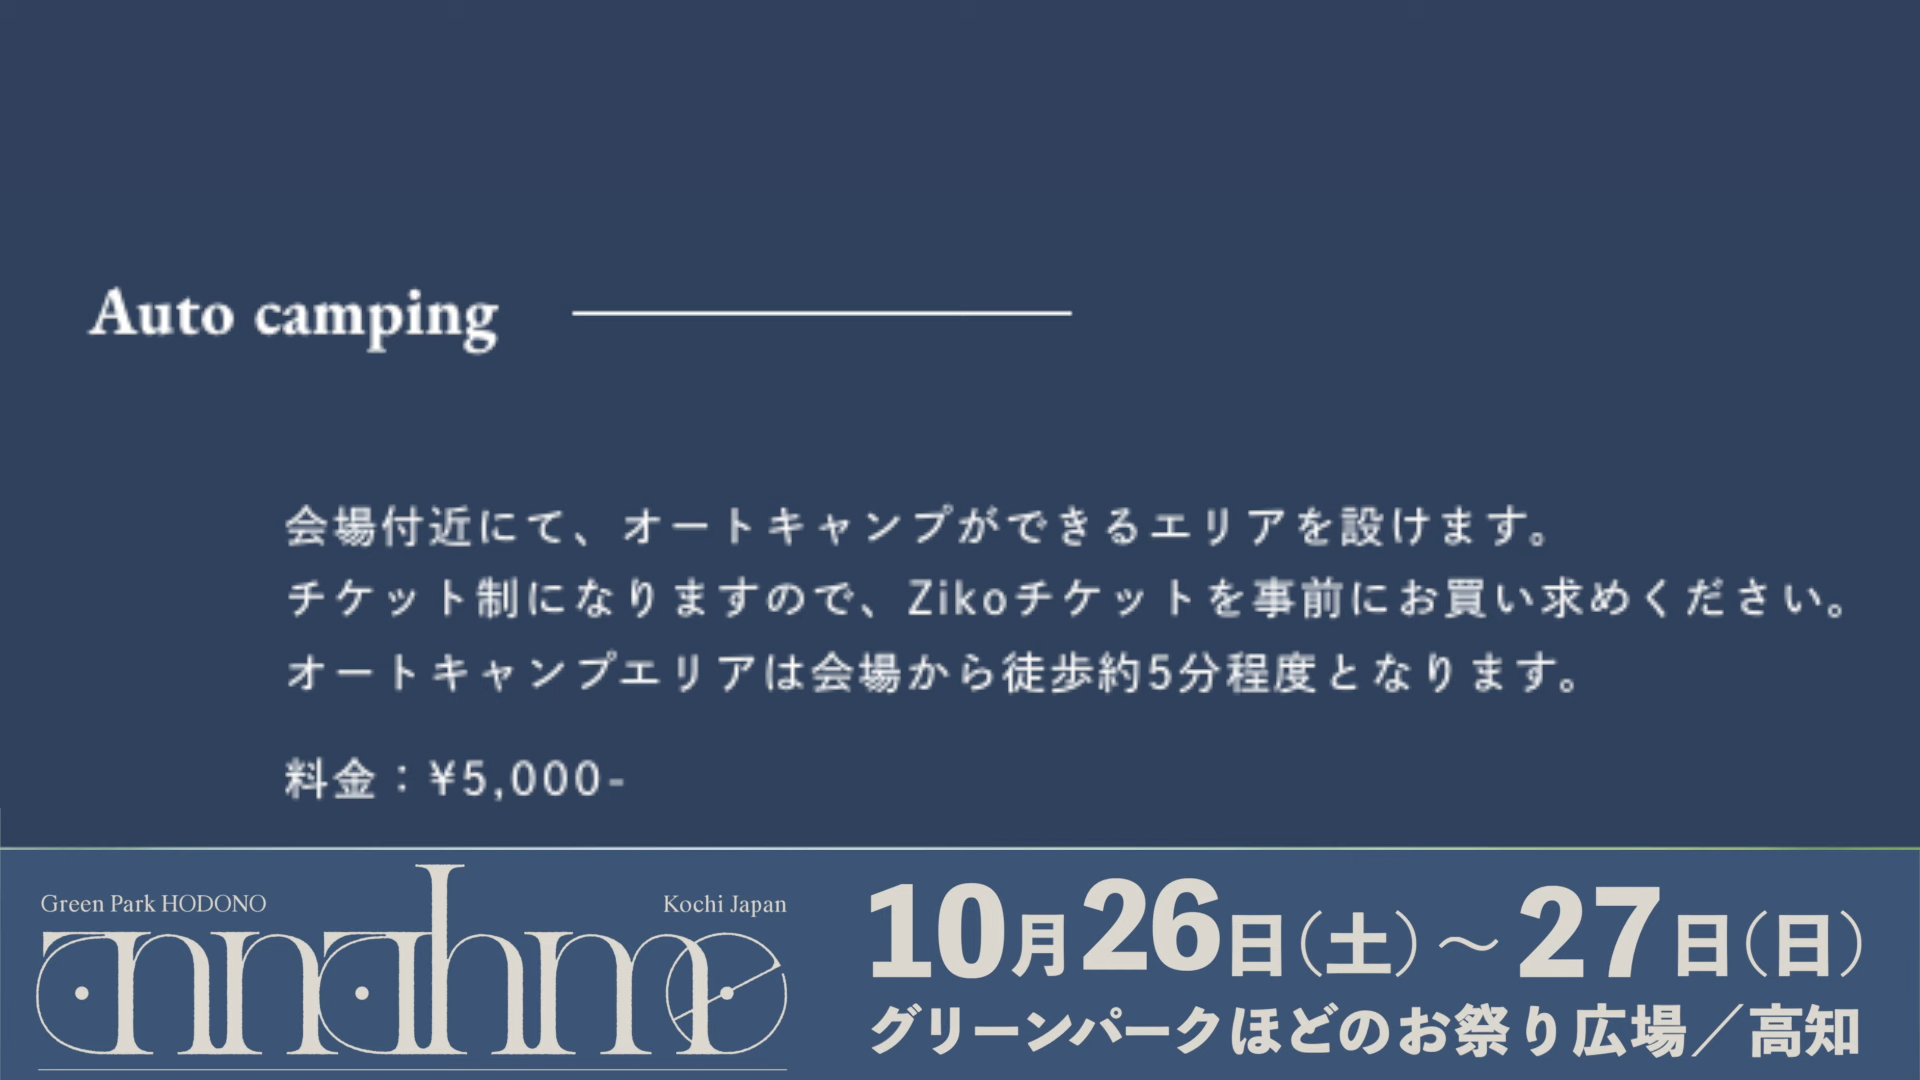 Auto camping
会場付近にて、オートキャンプができるエリアを設けます。
チケット制になりますので、Zikoチケットを事前にお買い求めください。
オートキャンプエリアは会場から徒歩約5分程度となります。
料金：¥5,000-
Green Park HODONO
Kochi Japan
annahme
10月26日（土）～27日（日）
グリーンパークほどのお祭り広場／高知